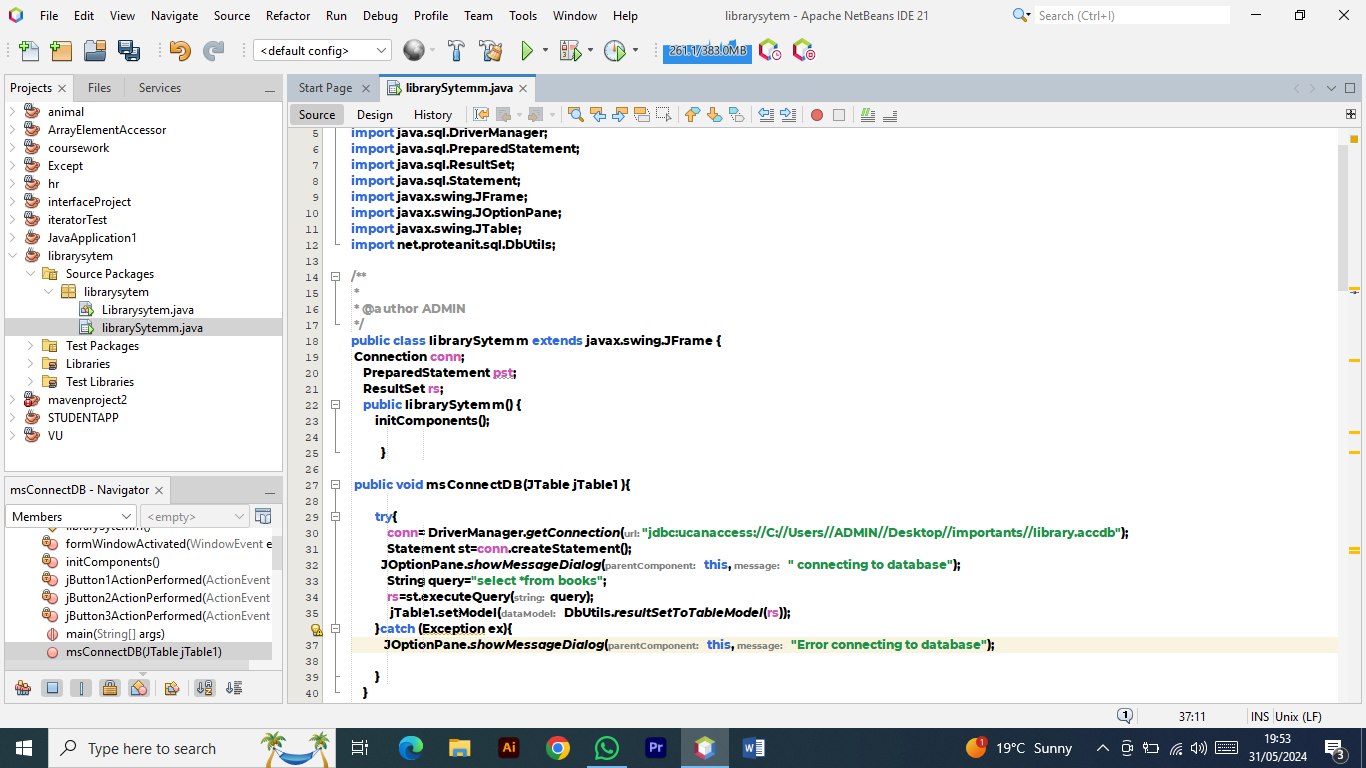 File Edit View Navigate Source Refactor Run Debug Profile Team Tools Window Help librarysytem - Apache NetBeans IDE 21 Search (Ctrl+I)
<default config> 261.1/383.0MB
Projects Files Services
animal
ArrayElementAccessor
coursework
Except
hr
interfaceProject
iteratorTest
JavaApplication1
librarysytem
Source Packages
librarysytem
Librarysytem.java
librarySytemm.java
Test Packages
Libraries
Test Libraries
mavenproject2
STUDENTAPP
VU
msConnectDB - Navigator
Members <empty>
formWindowActivated(WindowEvent e
initComponents()
jButton1ActionPerformed(ActionEvent
jButton2ActionPerformed(ActionEvent
jButton3ActionPerformed(ActionEvent
main(String[] args)
msConnectDB(JTable jTable1)
Start Page librarySytemm.java
Source Design History
5 import java.sql.DriverManager;
6 import java.sql.PreparedStatement;
7 import java.sql.ResultSet;
8 import java.sql.Statement;
9 import javax.swing.JFrame;
10 import javax.swing.JOptionPane;
11 import javax.swing.JTable;
12 import net.proteanit.sql.DbUtils;
13
14 /**
15 *
16 * @author ADMIN
17 */
18 public class librarySytemm extends javax.swing.JFrame {
19 Connection conn;
20 PreparedStatement pst;
21 ResultSet rs;
22 public librarySytemm() {
23 initComponents();
24
25 }
26
27 public void msConnectDB(JTable jTable1 ){
28
29 try{
30 conn= DriverManager.getConnection(url: "jdbc:ucanaccess://C://Users//ADMIN//Desktop//importants//library.accdb");
31 Statement st=conn.createStatement();
32 JOptionPane.showMessageDialog(parentComponent: this, message: " connecting to database");
33 String query="select *from books";
34 rs=st.executeQuery(string: query);
35 jTable1.setModel(dataModel: DbUtils.resultSetToTableModel(rs));
}catch (Exception ex){
37 JOptionPane.showMessageDialog(parentComponent: this, message: "Error connecting to database");
38
39 }
40 }
1 37:11 INS Unix (LF)
Type here to search Ai Pr 1 19°C Sunny 19:53
31/05/2024 3